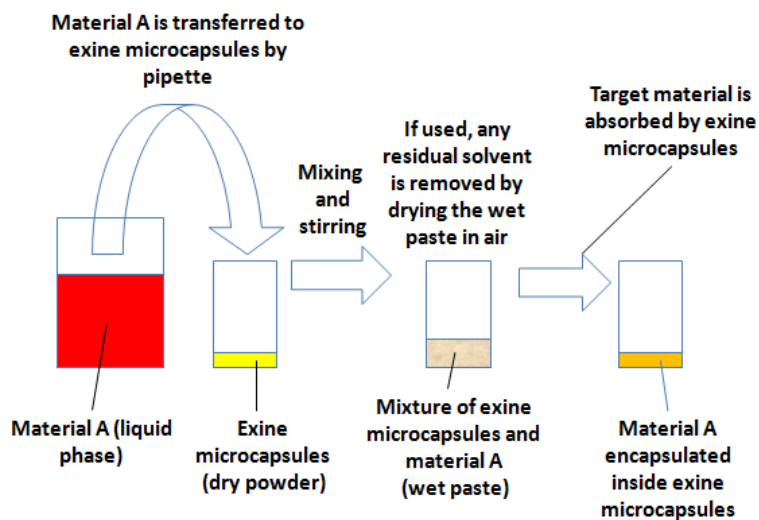 Material A is transferred to
exine microcapsules by
pipette
Mixing
and
stirring
If used, any
residual solvent
is removed by
drying the wet
paste in air
Target material is
absorbed by exine
microcapsules
Material A (liquid
phase)
Exine
microcapsules
(dry powder)
Mixture of exine
microcapsules and
material A
(wet paste)
Material A
encapsulated
inside exine
microcapsules